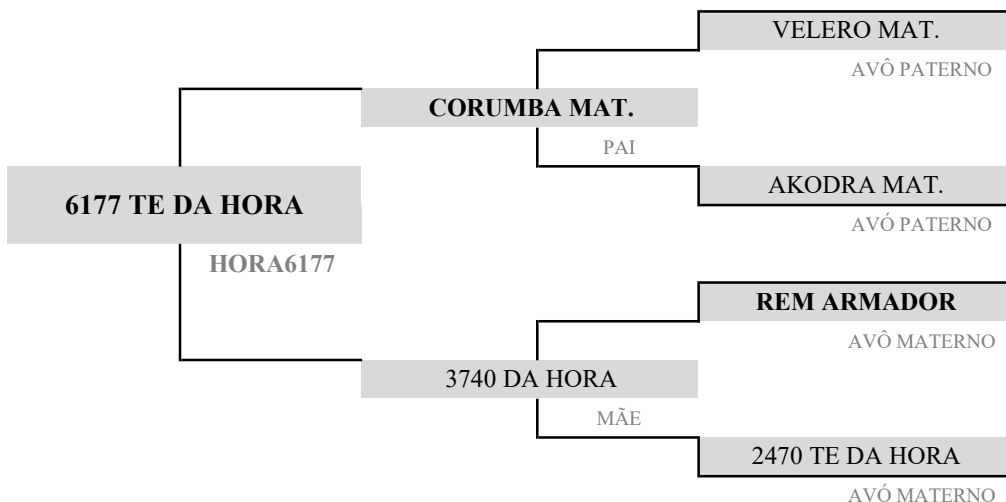 VELERO MAT.
AVÔ PATERNO
CORUMBA MAT.
PAI
AKODRA MAT.
AVÓ PATERNO
6177 TE DA HORA
HORA6177
REM ARMADOR
AVÔ MATERNO
3740 DA HORA
MÃE
2470 TE DA HORA
AVÓ MATERNO